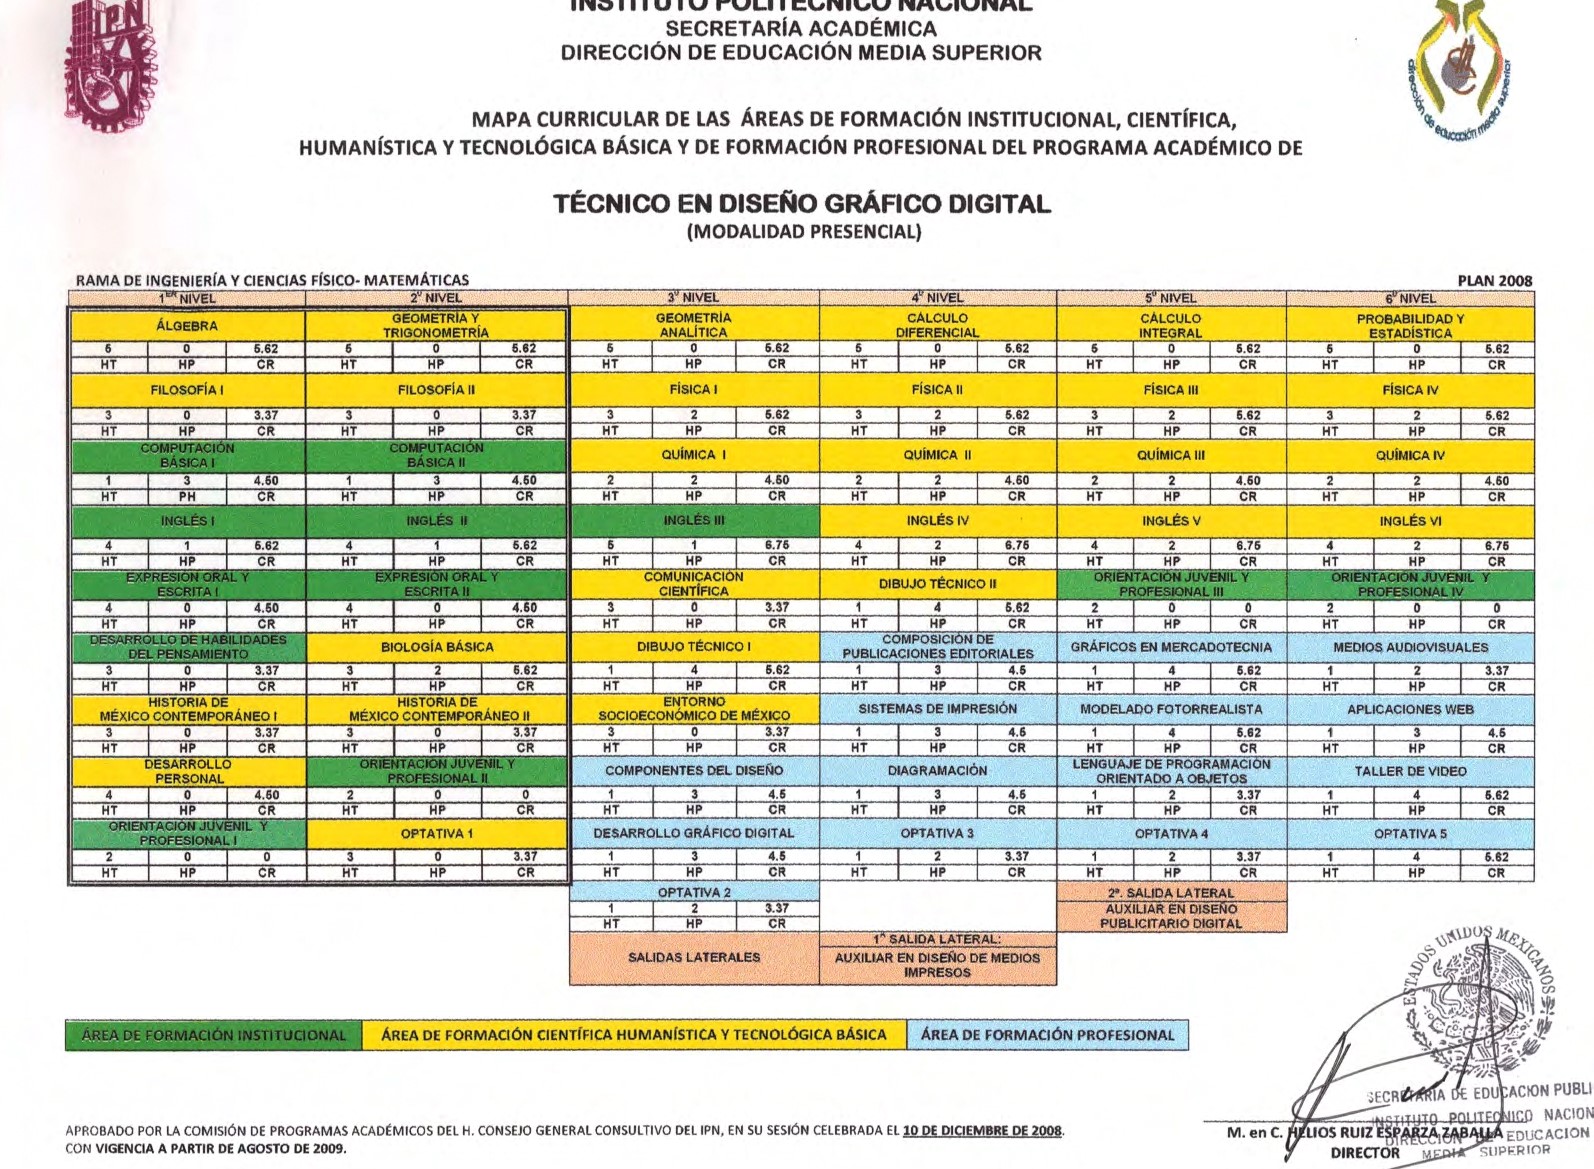 INSTITUTO POLITÉCNICO NACIONAL
SECRETARÍA ACADÉMICA
DIRECCIÓN DE EDUCACIÓN MEDIA SUPERIOR
IPN
dirección de educación media superior
MAPA CURRICULAR DE LAS ÁREAS DE FORMACIÓN INSTITUCIONAL, CIENTÍFICA,
HUMANÍSTICA Y TECNOLÓGICA BÁSICA Y DE FORMACIÓN PROFESIONAL DEL PROGRAMA ACADÉMICO DE
TÉCNICO EN DISEÑO GRÁFICO DIGITAL
(MODALIDAD PRESENCIAL)
RAMA DE INGENIERÍA Y CIENCIAS FÍSICO- MATEMÁTICAS PLAN 2008
1ER NIVEL 2º NIVEL 3º NIVEL 4º NIVEL 5º NIVEL 6º NIVEL
ÁLGEBRA GEOMETRÍA Y TRIGONOMETRÍA GEOMETRÍA ANALÍTICA CÁLCULO DIFERENCIAL CÁLCULO INTEGRAL PROBABILIDAD Y ESTADÍSTICA
5 0 5.62 5 0 5.62 5 0 5.62 5 0 5.62 5 0 5.62 5 0 5.62
HT HP CR HT HP CR HT HP CR HT HP CR HT HP CR HT HP CR
FILOSOFÍA I FILOSOFÍA II FÍSICA I FÍSICA II FÍSICA III FÍSICA IV
3 0 3.37 3 0 3.37 3 2 5.62 3 2 5.62 3 2 5.62 3 2 5.62
HT HP CR HT HP CR HT HP CR HT HP CR HT HP CR HT HP CR
COMPUTACIÓN BÁSICA I COMPUTACIÓN BÁSICA II QUÍMICA I QUÍMICA II QUÍMICA III QUÍMICA IV
1 3 4.50 1 3 4.50 2 2 4.50 2 2 4.50 2 2 4.50 2 2 4.50
HT PH CR HT HP CR HT HP CR HT HP CR HT HP CR HT HP CR
INGLÉS I INGLÉS II INGLÉS III INGLÉS IV INGLÉS V INGLÉS VI
4 1 5.62 4 1 5.62 5 1 6.75 4 2 6.75 4 2 6.75 4 2 6.75
HT HP CR HT HP CR HT HP CR HT HP CR HT HP CR HT HP CR
EXPRESIÓN ORAL Y ESCRITA I EXPRESIÓN ORAL Y ESCRITA II COMUNICACIÓN CIENTÍFICA DIBUJO TÉCNICO II ORIENTACIÓN JUVENIL Y PROFESIONAL III ORIENTACIÓN JUVENIL Y PROFESIONAL IV
4 0 4.50 4 0 4.50 3 0 3.37 1 4 5.62 2 0 0 2 0 0
HT HP CR HT HP CR HT HP CR HT HP CR HT HP CR HT HP CR
DESARROLLO DE HABILIDADES DEL PENSAMIENTO BIOLOGÍA BÁSICA DIBUJO TÉCNICO I COMPOSICIÓN DE PUBLICACIONES EDITORIALES GRÁFICOS EN MERCADOTECNIA MEDIOS AUDIOVISUALES
3 0 3.37 3 2 5.62 1 4 5.62 1 3 4.5 1 4 5.62 1 2 3.37
HT HP CR HT HP CR HT HP CR HT HP CR HT HP CR HT HP CR
HISTORIA DE MÉXICO CONTEMPORÁNEO I HISTORIA DE MÉXICO CONTEMPORÁNEO II ENTORNO SOCIOECONÓMICO DE MÉXICO SISTEMAS DE IMPRESIÓN MODELADO FOTORREALISTA APLICACIONES WEB
3 0 3.37 3 0 3.37 3 0 3.37 1 3 4.5 1 4 5.62 1 3 4.5
HT HP CR HT HP CR HT HP CR HT HP CR HT HP CR HT HP CR
DESARROLLO PERSONAL ORIENTACIÓN JUVENIL Y PROFESIONAL II COMPONENTES DEL DISEÑO DIAGRAMACIÓN LENGUAJE DE PROGRAMACIÓN ORIENTADO A OBJETOS TALLER DE VIDEO
4 0 4.50 2 0 0 1 3 4.5 1 3 4.5 1 2 3.37 1 4 5.62
HT HP CR HT HP CR HT HP CR HT HP CR HT HP CR HT HP CR
ORIENTACIÓN JUVENIL Y PROFESIONAL I OPTATIVA 1 DESARROLLO GRÁFICO DIGITAL OPTATIVA 3 OPTATIVA 4 OPTATIVA 5
2 0 0 3 0 3.37 1 3 4.5 1 2 3.37 1 2 3.37 1 4 5.62
HT HP CR HT HP CR HT HP CR HT HP CR HT HP CR HT HP CR
OPTATIVA 2 2ª. SALIDA LATERAL
1 2 3.37 AUXILIAR EN DISEÑO
HT HP CR PUBLICITARIO DIGITAL
SALIDAS LATERALES 1ª SALIDA LATERAL:
AUXILIAR EN DISEÑO DE MEDIOS
IMPRESOS
ÁREA DE FORMACIÓN INSTITUCIONAL ÁREA DE FORMACIÓN CIENTÍFICA HUMANÍSTICA Y TECNOLÓGICA BÁSICA ÁREA DE FORMACIÓN PROFESIONAL
ESTADOS UNIDOS MEXICANOS
SECRETARIA DE EDUCACION PUBLI
INSTITUTO POLITECNICO NACION
DIRECCION DE EDUCACION
MEDIA SUPERIOR
APROBADO POR LA COMISIÓN DE PROGRAMAS ACADÉMICOS DEL H. CONSEJO GENERAL CONSULTIVO DEL IPN, EN SU SESIÓN CELEBRADA EL 10 DE DICIEMBRE DE 2008.
CON VIGENCIA A PARTIR DE AGOSTO DE 2009.
M. en C. HELIOS RUIZ ESPARZA ZABALLA
DIRECTOR